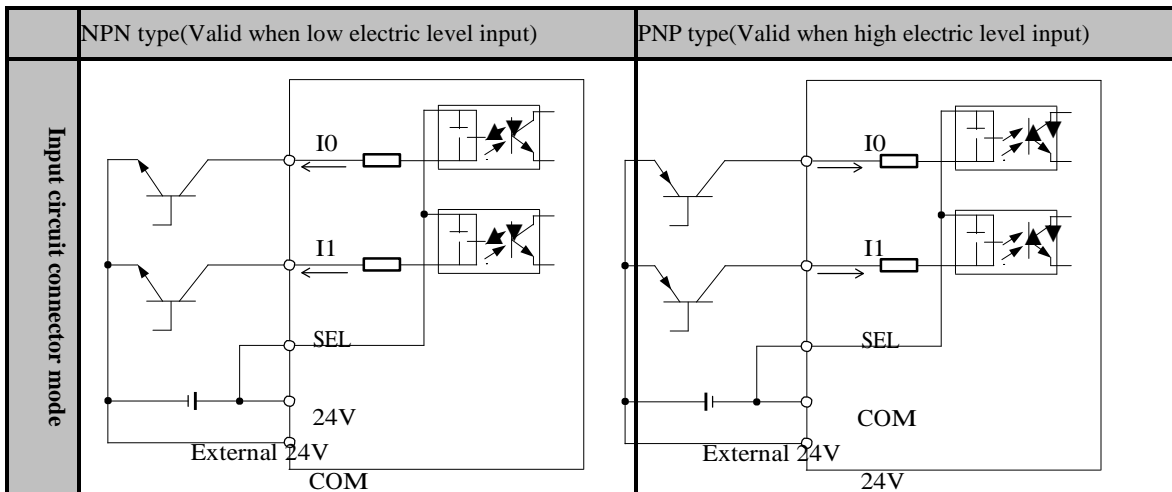 NPN type(Valid when low electric level input)
PNP type(Valid when high electric level input)
Input circuit connector mode
I0
I1
SEL
24V
External 24V
COM
I0
I1
SEL
COM
External 24V
24V